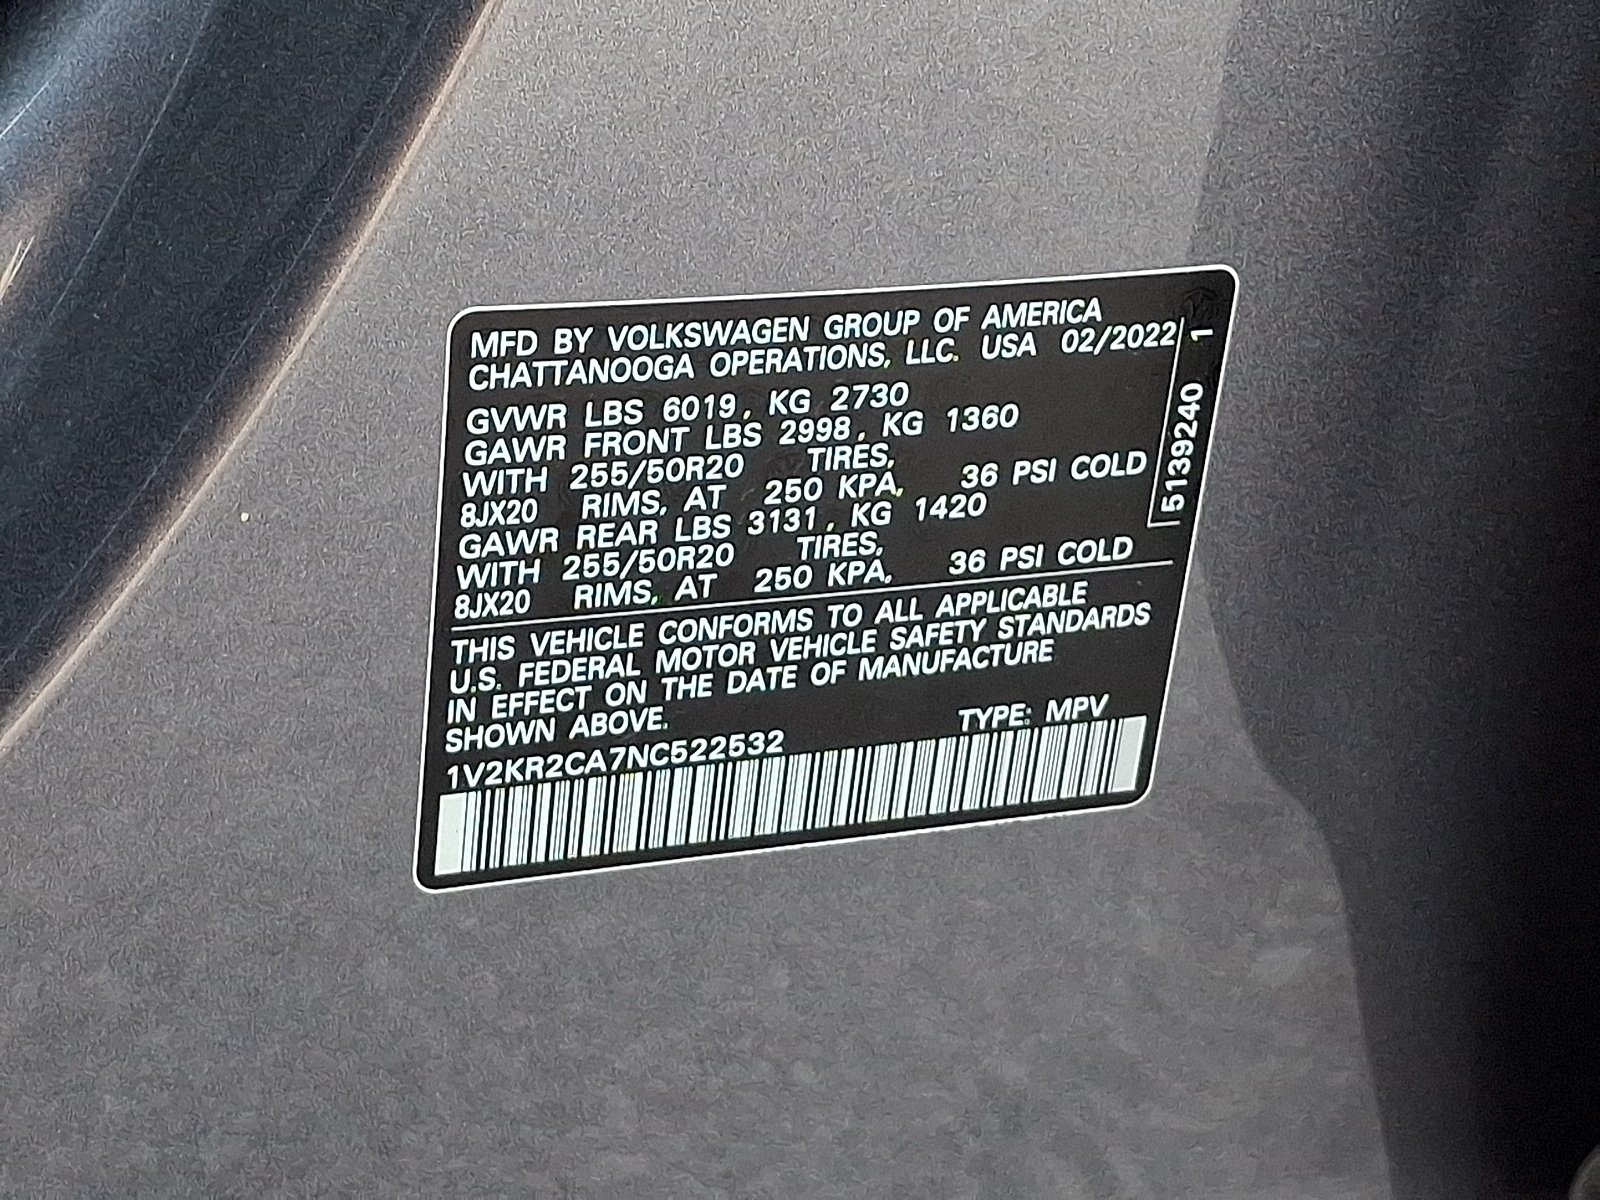 MFD BY VOLKSWAGEN GROUP OF AMERICA
CHATTANOOGA OPERATIONS, LLC. USA 02/2022
GVWR LBS 6019, KG 2730
GAWR FRONT LBS 2998, KG 1360
WITH 255/50R20 TIRES,
8JX20 RIMS, AT 250 KPA, 36 PSI COLD
GAWR REAR LBS 3131, KG 1420
WITH 255/50R20 TIRES,
8JX20 RIMS, AT 250 KPA, 36 PSI COLD
THIS VEHICLE CONFORMS TO ALL APPLICABLE
U.S. FEDERAL MOTOR VEHICLE SAFETY STANDARDS
IN EFFECT ON THE DATE OF MANUFACTURE
SHOWN ABOVE.
1V2KR2CA7NC522532 TYPE: MPV
5139240 1